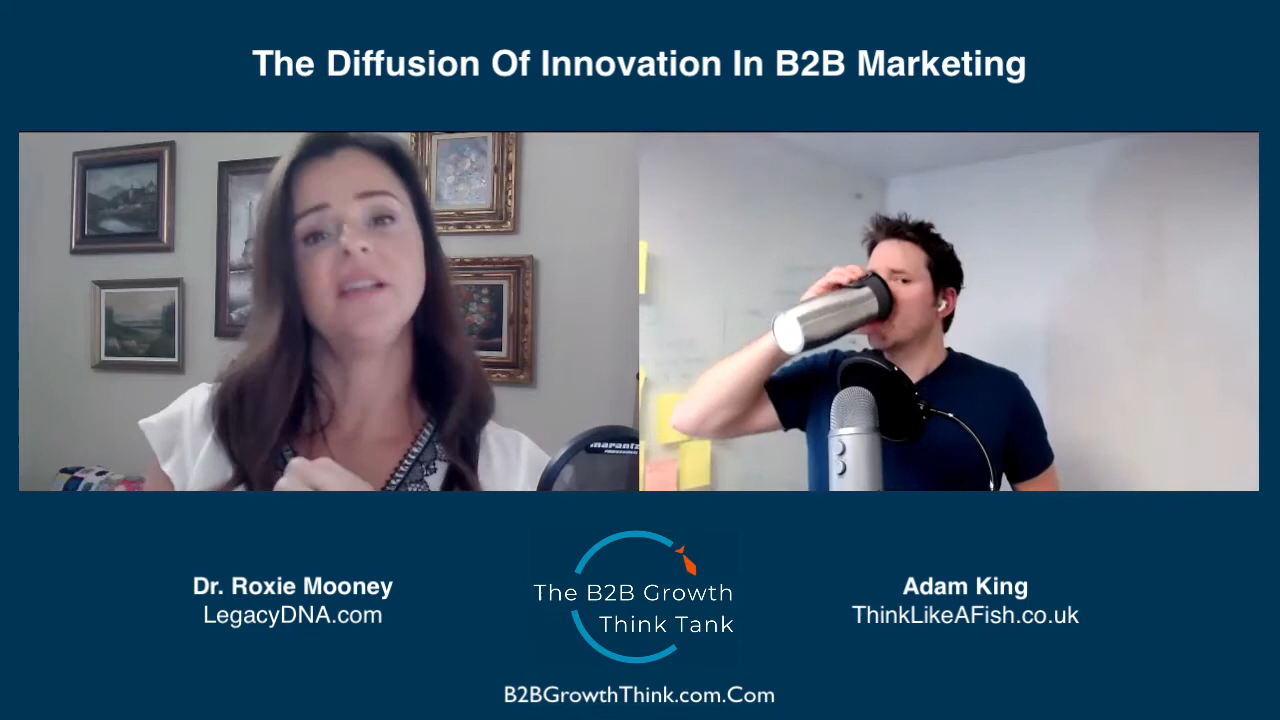 The Diffusion Of Innovation In B2B Marketing
marantz
Dr. Roxie Mooney
LegacyDNA.com
The B2B Growth
Think Tank
Adam King
ThinkLikeAFish.co.uk
B2BGrowthThink.com.Com